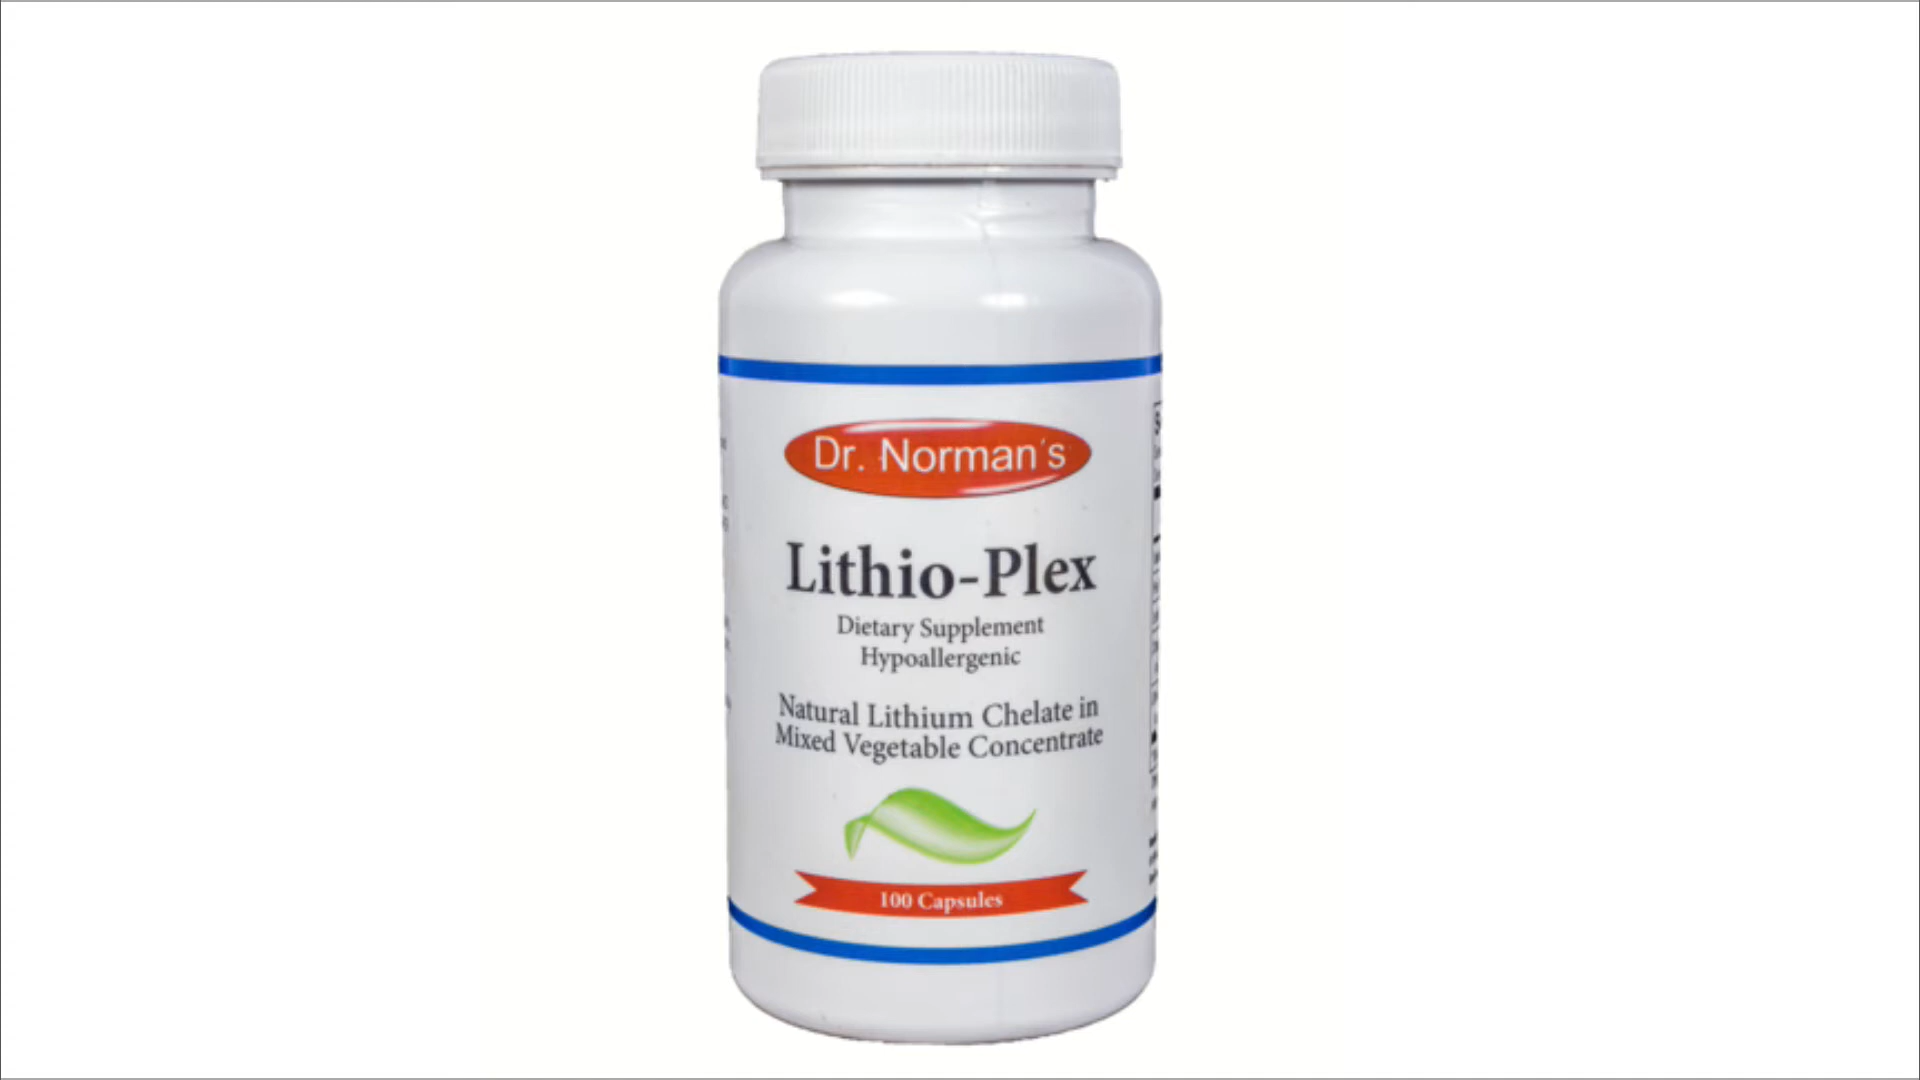 Dr. Norman's
Lithio-Plex
Dietary Supplement
Hypoallergenic
Natural Lithium Chelate in
Mixed Vegetable Concentrate
100 Capsules